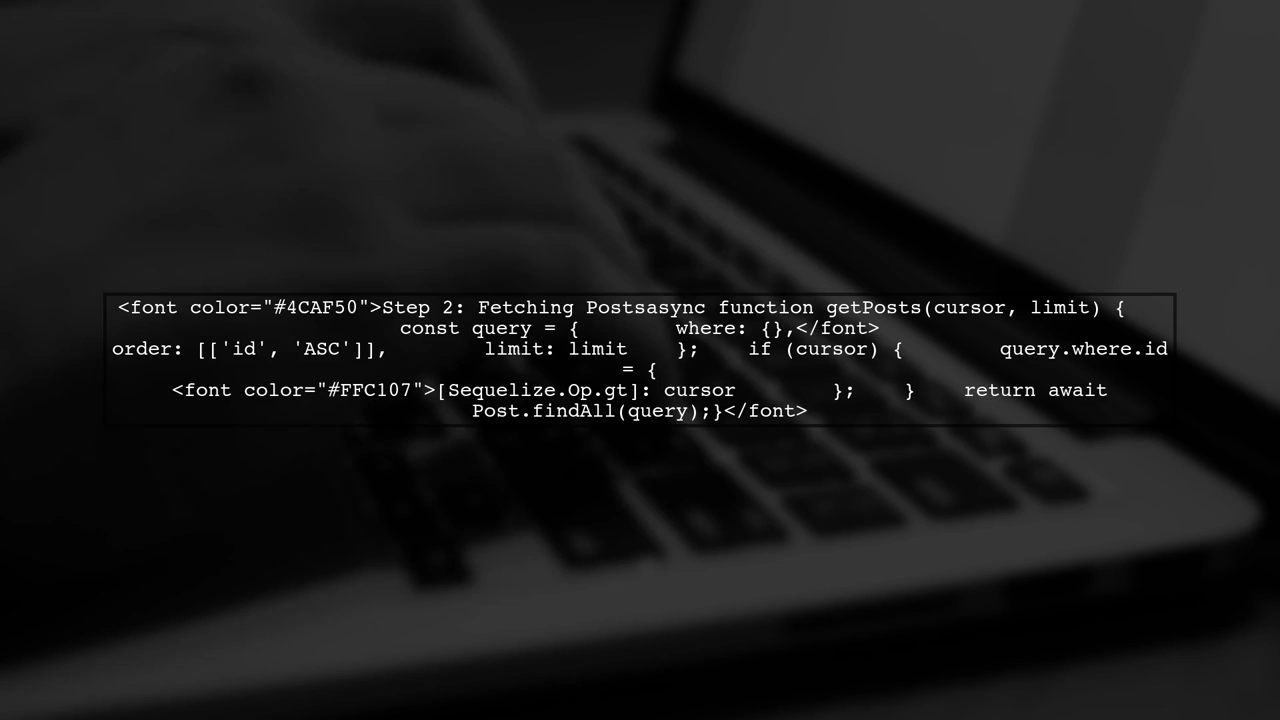 <font color="#4CAF50">Step 2: Fetching Postsasync function getPosts(cursor, limit) {
const query = {        where: {},</font>
order: [['id', 'ASC']],        limit: limit    };    if (cursor) {        query.where.id
= {
<font color="#FFC107">[Sequelize.Op.gt]: cursor        };    }    return await
Post.findAll(query);}</font>